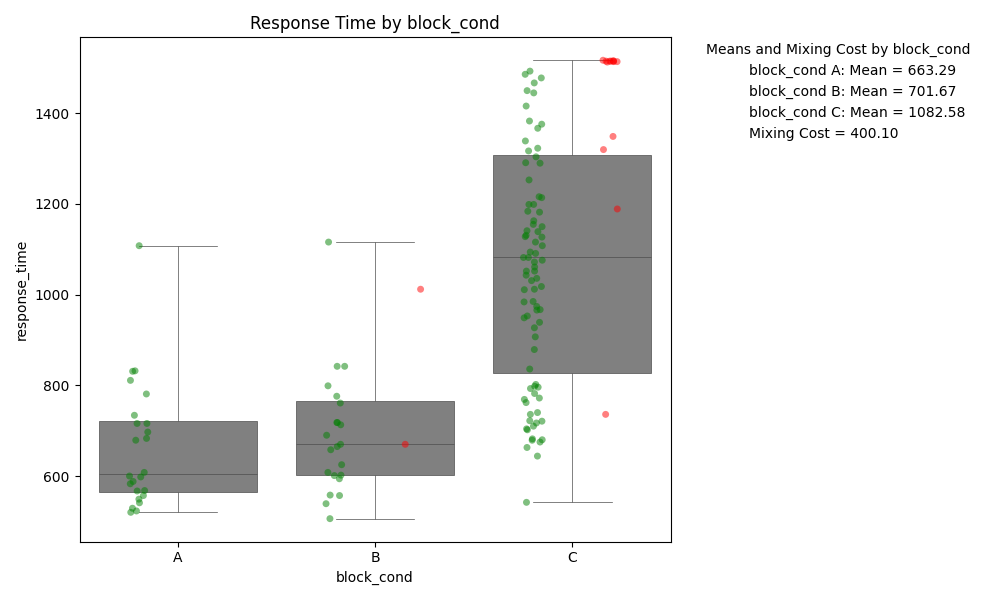 Response Time by block_cond
Means and Mixing Cost by block_cond
block_cond A: Mean = 663.29
block_cond B: Mean = 701.67
block_cond C: Mean = 1082.58
Mixing Cost = 400.10
response_time
1400
1200
1000
800
600
A
B
C
block_cond